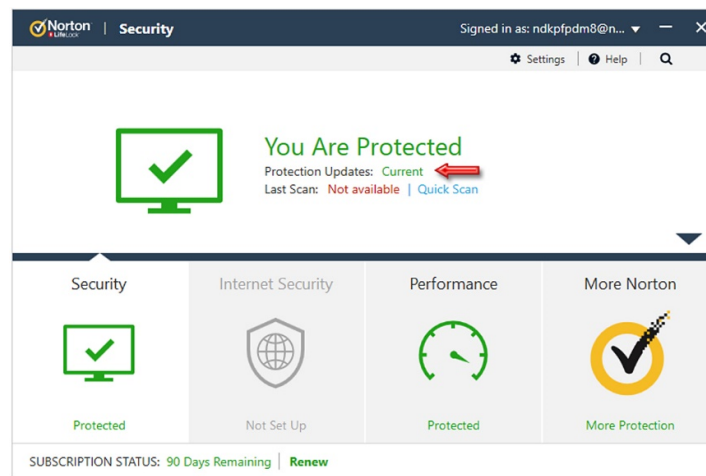 Norton | Security Signed in as: ndkpfpdm8@n...
LifeLock
Settings | Help |
You Are Protected
Protection Updates: Current
Last Scan: Not available | Quick Scan
Security Internet Security Performance More Norton
Protected Not Set Up Protected More Protection
SUBSCRIPTION STATUS: 90 Days Remaining | Renew